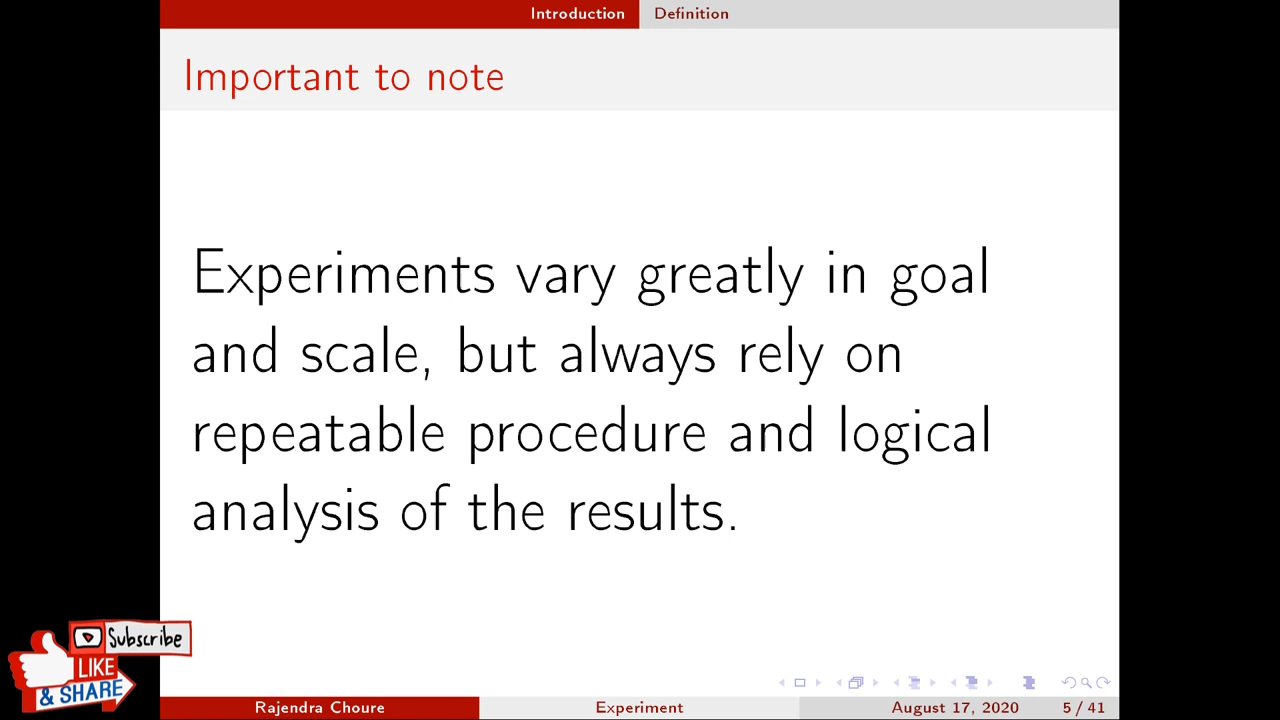 Introduction Definition
Important to note
Experiments vary greatly in goal
and scale, but always rely on
repeatable procedure and logical
analysis of the results.
Subscribe
LIKE
& SHARE
Rajendra Choure Experiment August 17, 2020 5 / 41